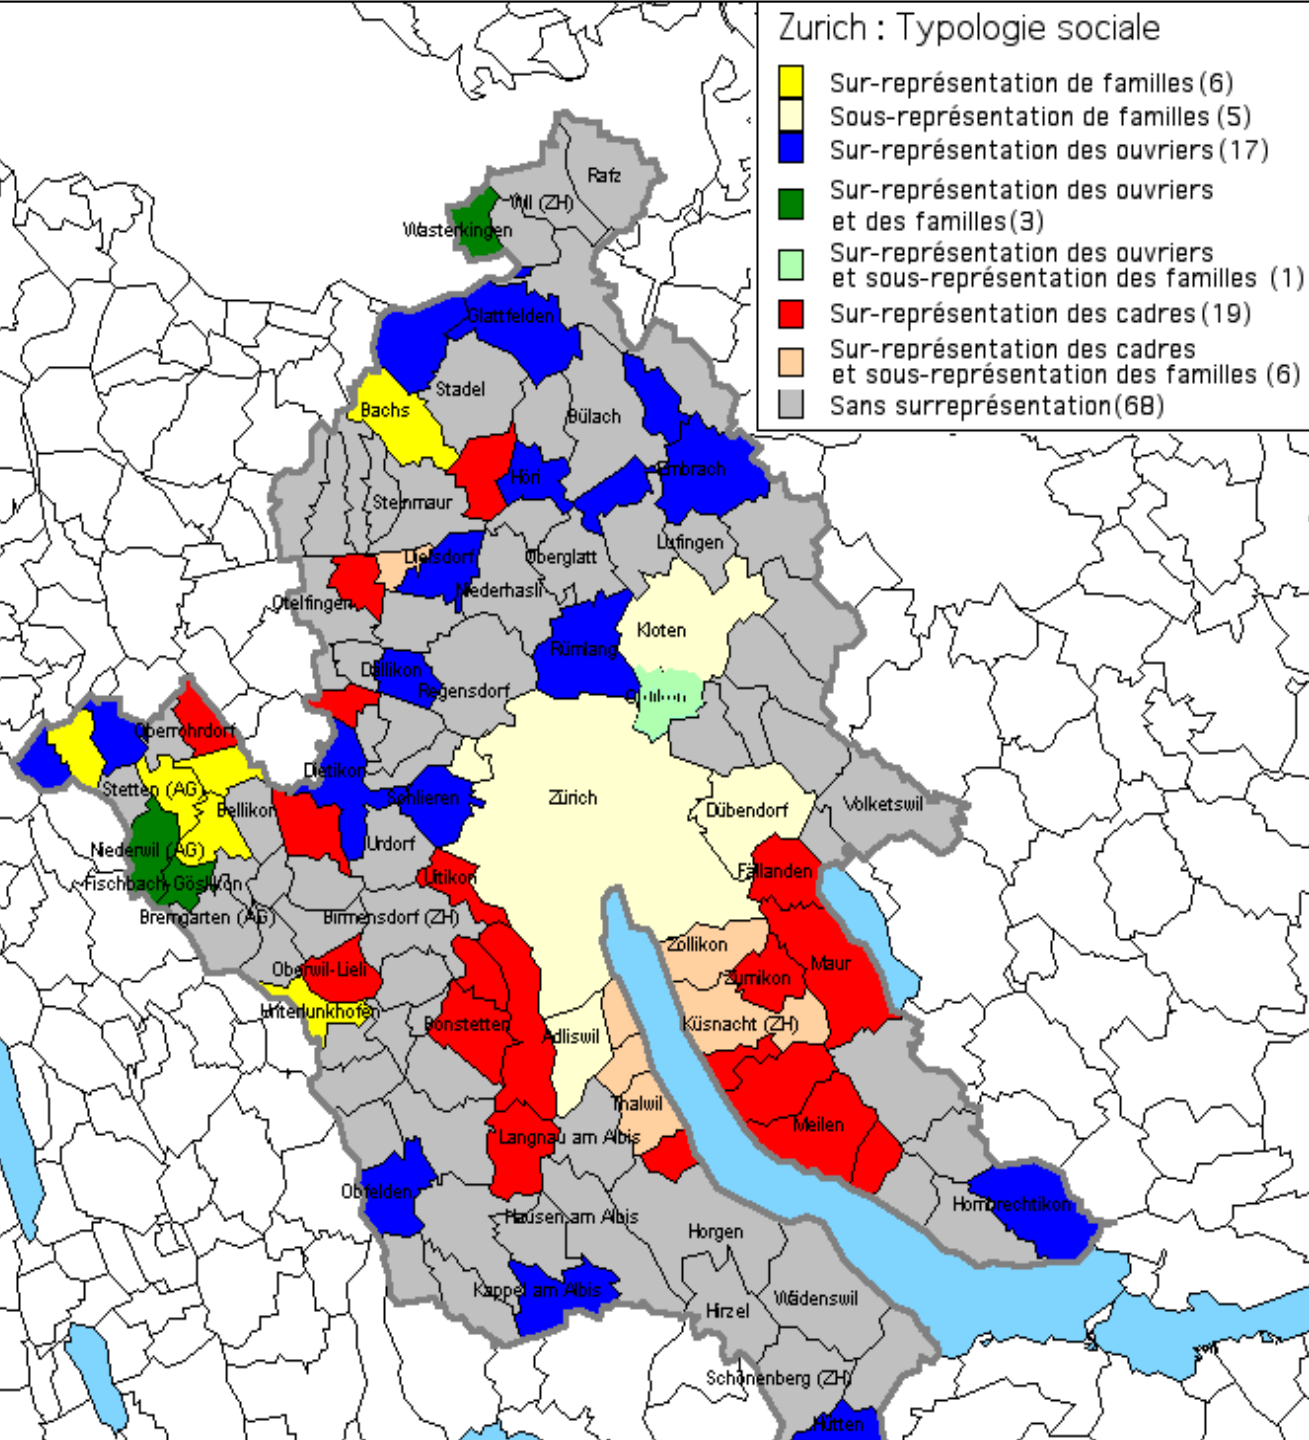 Zurich : Typologie sociale
Sur-représentation de familles (6)
Sous-représentation de familles (5)
Sur-représentation des ouvriers (17)
Sur-représentation des ouvriers
et des familles (3)
Sur-représentation des ouvriers
et sous-représentation des familles (1)
Sur-représentation des cadres (19)
Sur-représentation des cadres
et sous-représentation des familles (6)
Sans surreprésentation (68)
Rafz
Wil (ZH)
Wasterkingen
Glattfelden
Stadel
Bachs
Bülach
Embrach
Höri
Steinmaur
Lufingen
Dielsdorf
Oberglatt
Niederhasli
Otelfingen
Kloten
Rümlang
Dällikon
Regensdorf
Oberrohrdorf
Dietikon
Stetten (AG)
Schlieren
Zürich
Bellikon
Dübendorf
Volketswil
Urdorf
Niederwil (AG)
Fällanden
Uitikon
Fischbach-Göslikon
Bremgarten (AG)
Birmensdorf (ZH)
Zollikon
Maur
Oberwil-Lieli
Zumikon
Unterlunkhofen
Bonstetten
Küsnacht (ZH)
Adliswil
Thalwil
Meilen
Langnau am Albis
Obfelden
Hombrechtikon
Hausen am Albis
Horgen
Kappel am Albis
Wädenswil
Hirzel
Schönenberg (ZH)
Hütten